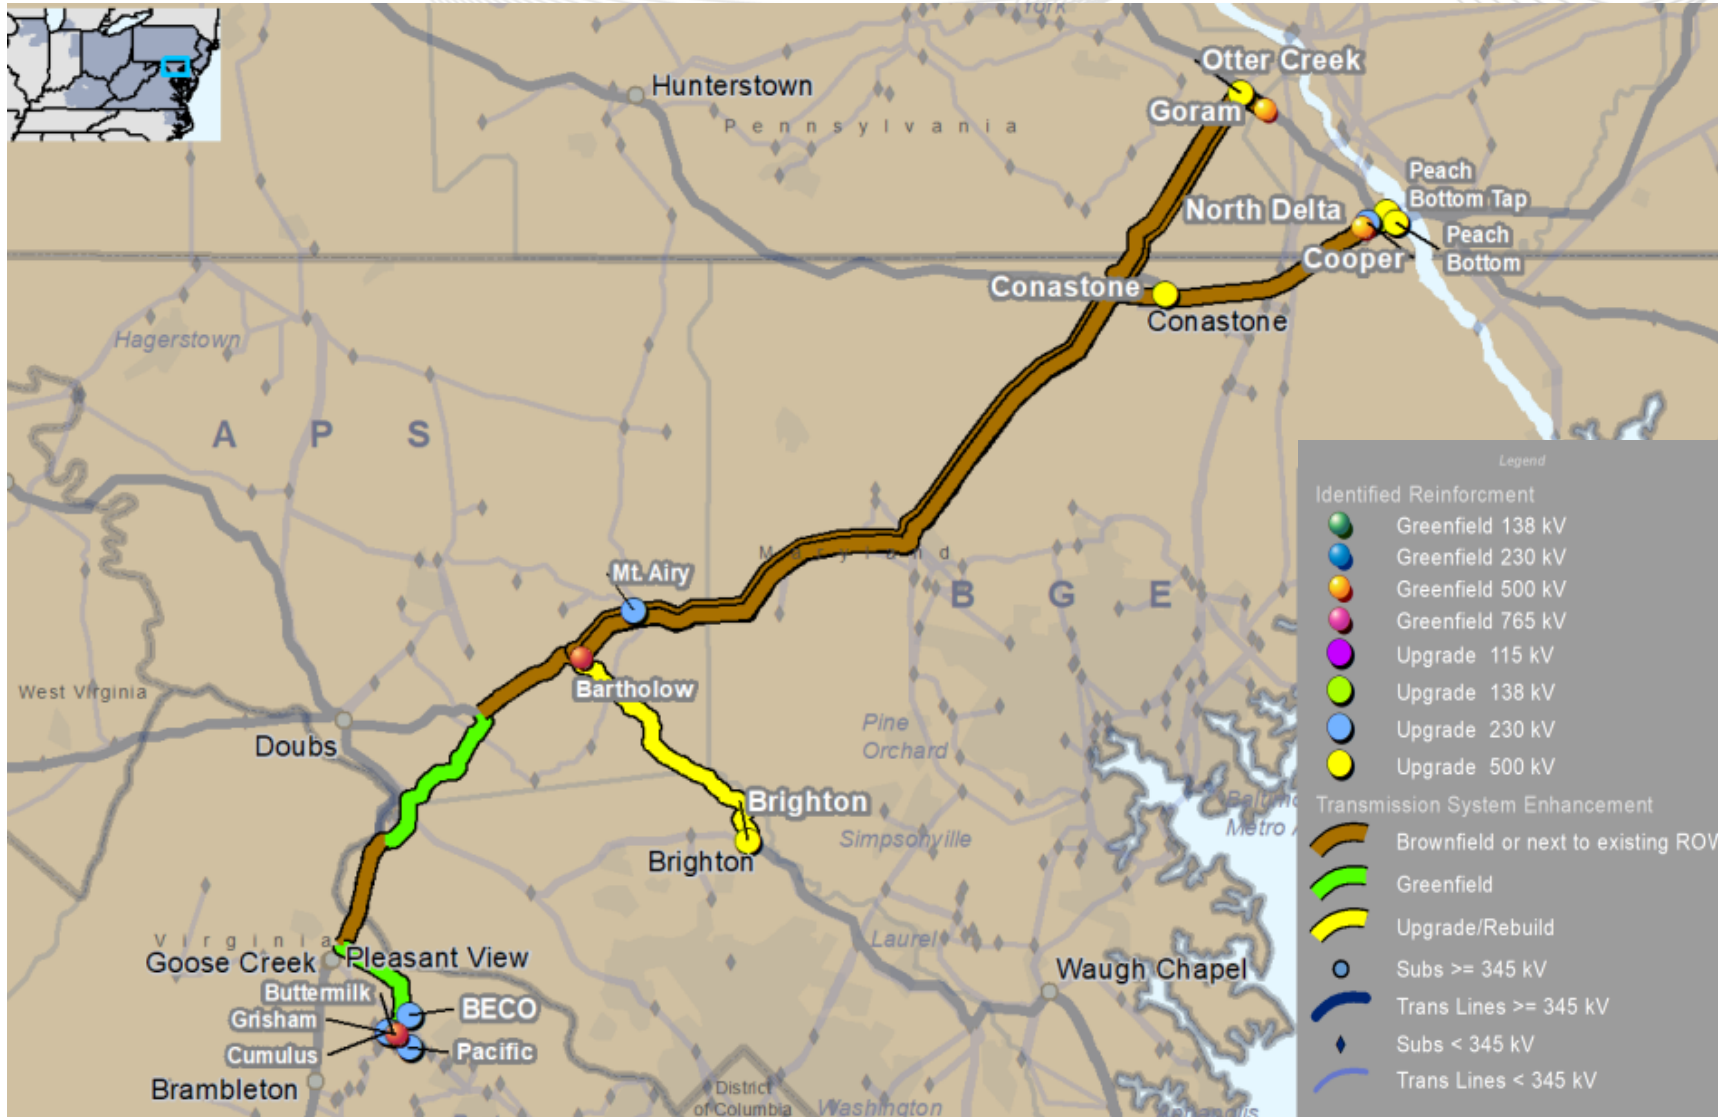 York
Otter Creek
Hunterstown
Goram
Pennsylvania
Peach
Bottom Tap
North Delta
Peach
Bottom
Cooper
Conastone
Conastone
Hagerstown
A P S
Maryland
Mt. Airy
B G E
West Virginia
Bartholow
Pine
Orchard
Doubs
Brighton
Metro
Simpsonville
Brighton
Virginia
Laurel
Goose Creek
Pleasant View
Waugh Chapel
Buttermilk
BECO
Grisham
Cumulus
Pacific
Brambleton
District
of Columbia
Washington
Legend
Identified Reinforcment
Greenfield 138 kV
Greenfield 230 kV
Greenfield 500 kV
Greenfield 765 kV
Upgrade 115 kV
Upgrade 138 kV
Upgrade 230 kV
Upgrade 500 kV
Transmission System Enhancement
Brownfield or next to existing ROW
Greenfield
Upgrade/Rebuild
Subs >= 345 kV
Trans Lines >= 345 kV
Subs < 345 kV
Trans Lines < 345 kV